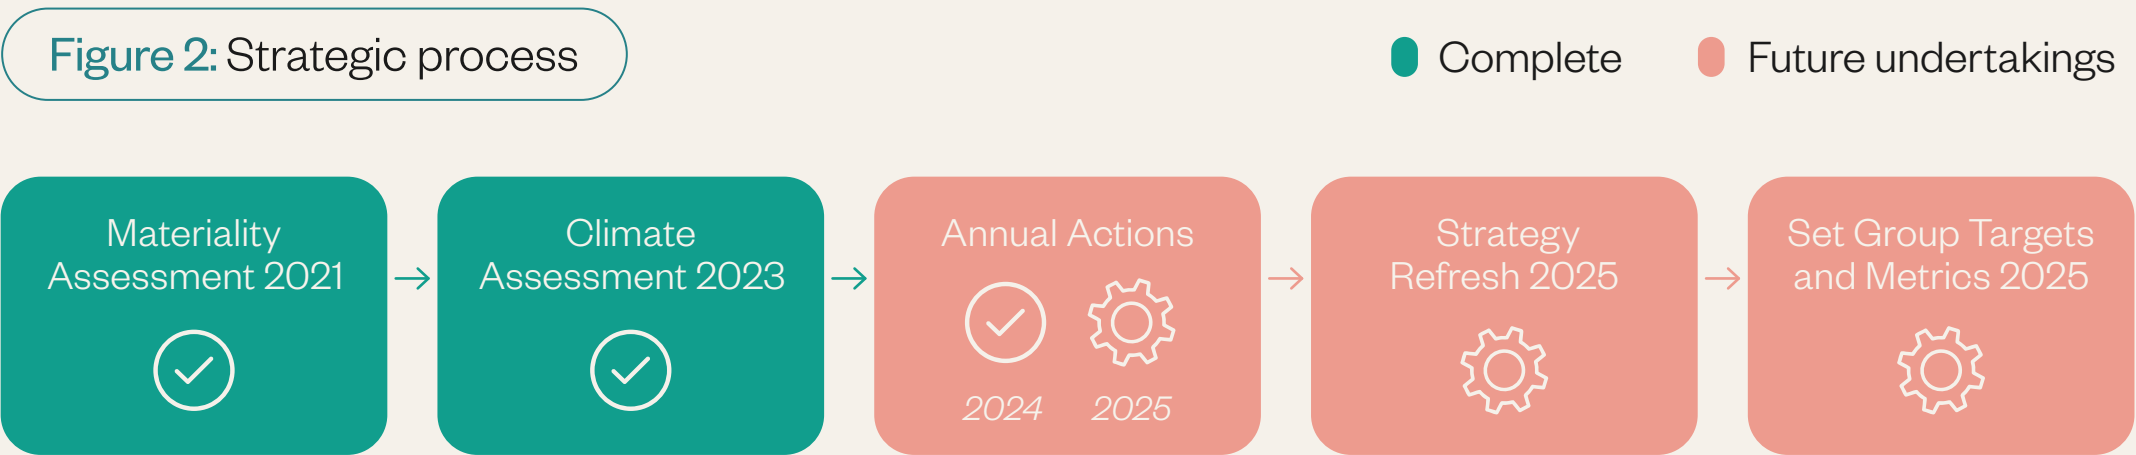 Figure 2: Strategic process
Complete
Future undertakings
Materiality
Assessment 2021
Climate
Assessment 2023
Annual Actions
2024
2025
Strategy
Refresh 2025
Set Group Targets
and Metrics 2025